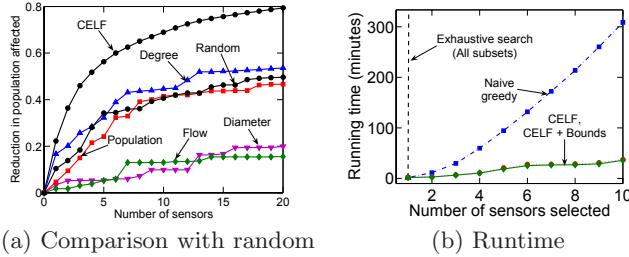 Reduction in population affected
0.8
0.6
0.4
0.2
0
0
5
10
15
20
Number of sensors
CELF
Degree
Random
Population
Flow
Diameter
(a) Comparison with random
Running time (minutes)
300
200
100
0
0
2
4
6
8
10
Number of sensors selected
Exhaustive search
(All subsets)
Naive
greedy
CELF,
CELF + Bounds
(b) Runtime